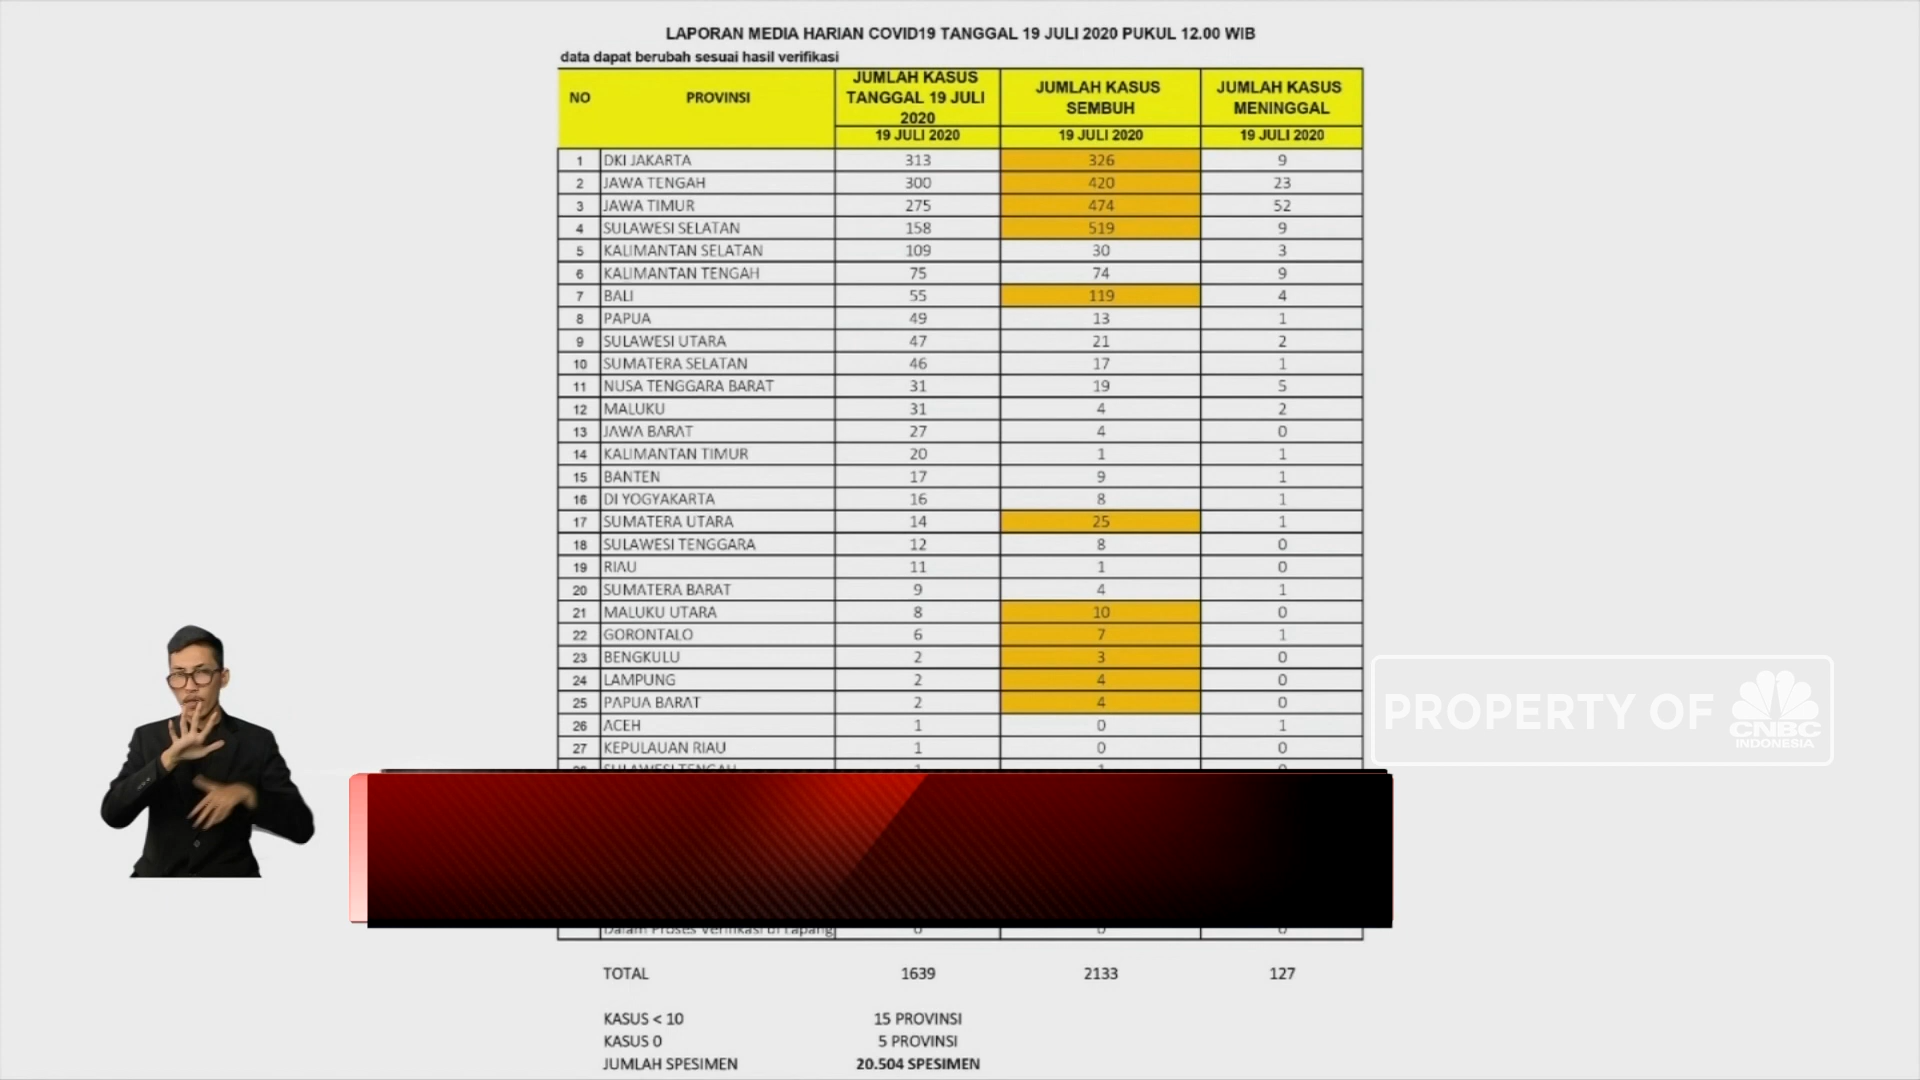 LAPORAN MEDIA HARIAN COVID19 TANGGAL 19 JULI 2020 PUKUL 12.00 WIB
data dapat berubah sesuai hasil verifikasi
NO PROVINSI JUMLAH KASUS TANGGAL 19 JULI 2020 JUMLAH KASUS SEMBUH JUMLAH KASUS MENINGGAL
19 JULI 2020 19 JULI 2020 19 JULI 2020
1 DKI JAKARTA 313 326 9
2 JAWA TENGAH 300 420 23
3 JAWA TIMUR 275 474 52
4 SULAWESI SELATAN 158 519 9
5 KALIMANTAN SELATAN 109 30 3
6 KALIMANTAN TENGAH 75 74 9
7 BALI 55 119 4
8 PAPUA 49 13 1
9 SULAWESI UTARA 47 21 2
10 SUMATERA SELATAN 46 17 1
11 NUSA TENGGARA BARAT 31 19 5
12 MALUKU 31 4 2
13 JAWA BARAT 27 4 0
14 KALIMANTAN TIMUR 20 1 1
15 BANTEN 17 9 1
16 DI YOGYAKARTA 16 8 1
17 SUMATERA UTARA 14 25 1
18 SULAWESI TENGGARA 12 8 0
19 RIAU 11 1 0
20 SUMATERA BARAT 9 4 1
21 MALUKU UTARA 8 10 0
22 GORONTALO 6 7 1
23 BENGKULU 2 3 0
24 LAMPUNG 2 4 0
25 PAPUA BARAT 2 4 0
26 ACEH 1 0 1
27 KEPULAUAN RIAU 1 0 0
SULAWESI TENGAH
Dalam Proses Verifikasi di Lapang
TOTAL 1639 2133 127
KASUS < 10 15 PROVINSI
KASUS 0 5 PROVINSI
JUMLAH SPESIMEN 20.504 SPESIMEN
PROPERTY OF CNBC INDONESIA